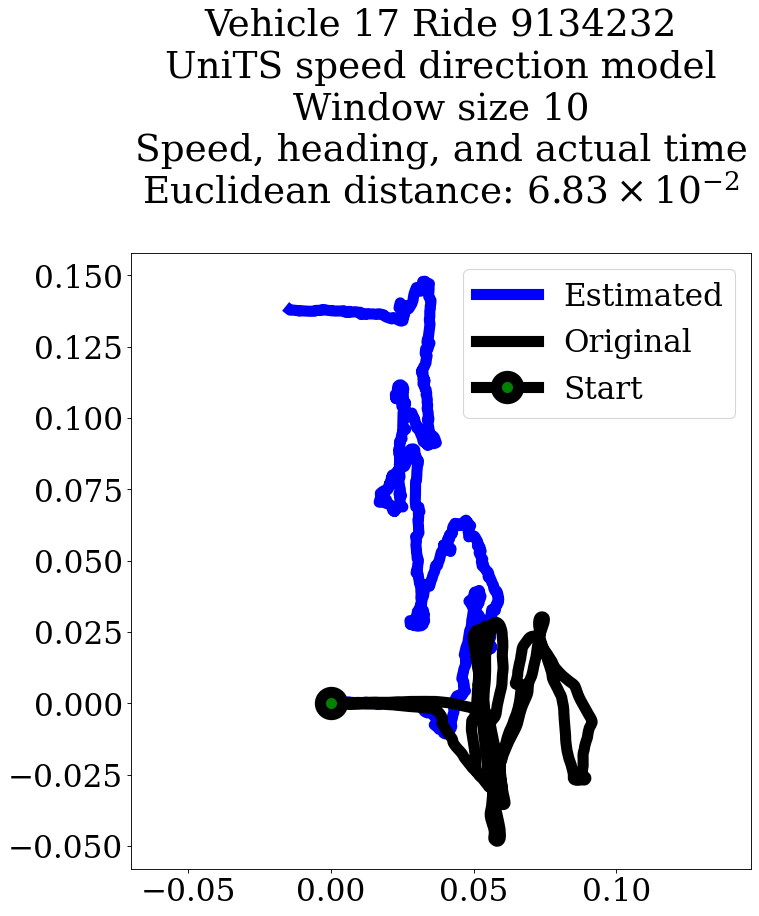 Vehicle 17 Ride 9134232
UniTS speed direction model
Window size 10
Speed, heading, and actual time
Euclidean distance: 6.83 × 10⁻²
Estimated
Original
Start
0.150
0.125
0.100
0.075
0.050
0.025
0.000
−0.025
−0.050
−0.05 0.00 0.05 0.10